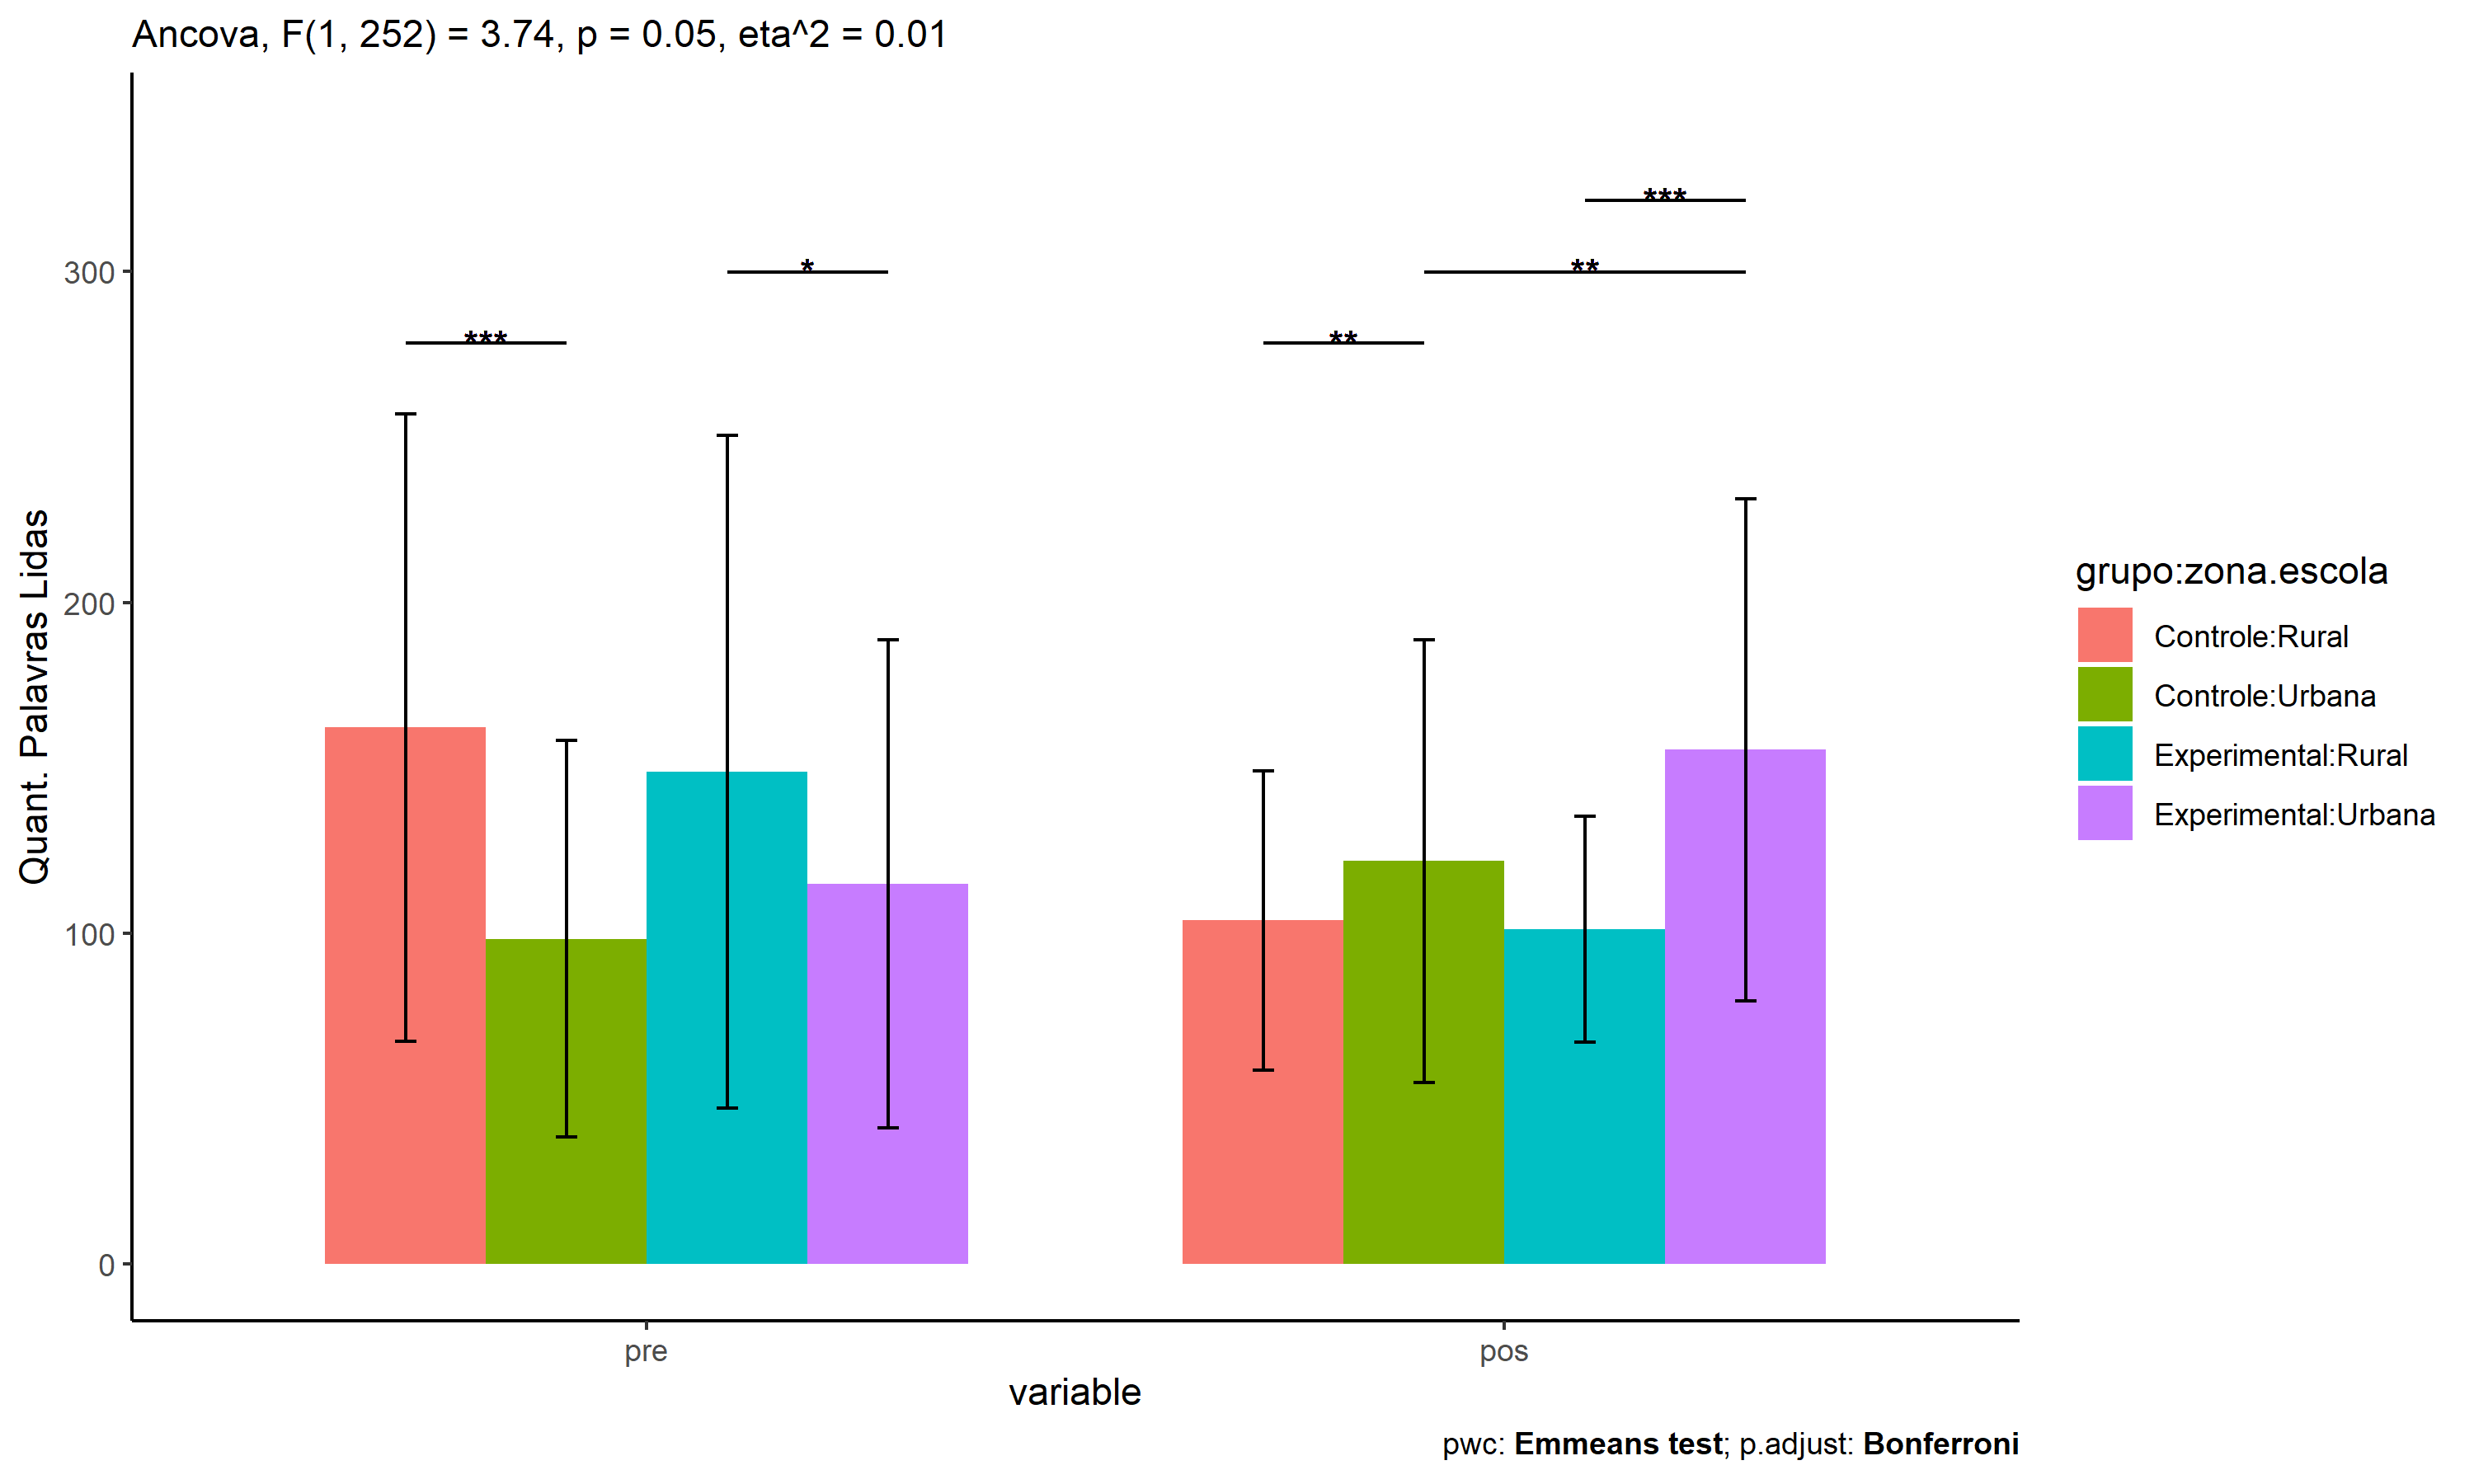 Ancova, F(1, 252) = 3.74, p = 0.05, eta^2 = 0.01
***
**
*
***
**
300
200
100
0
Quant. Palavras Lidas
pre
pos
variable
grupo:zona.escola
Controle:Rural
Controle:Urbana
Experimental:Rural
Experimental:Urbana
pwc: Emmeans test; p.adjust: Bonferroni